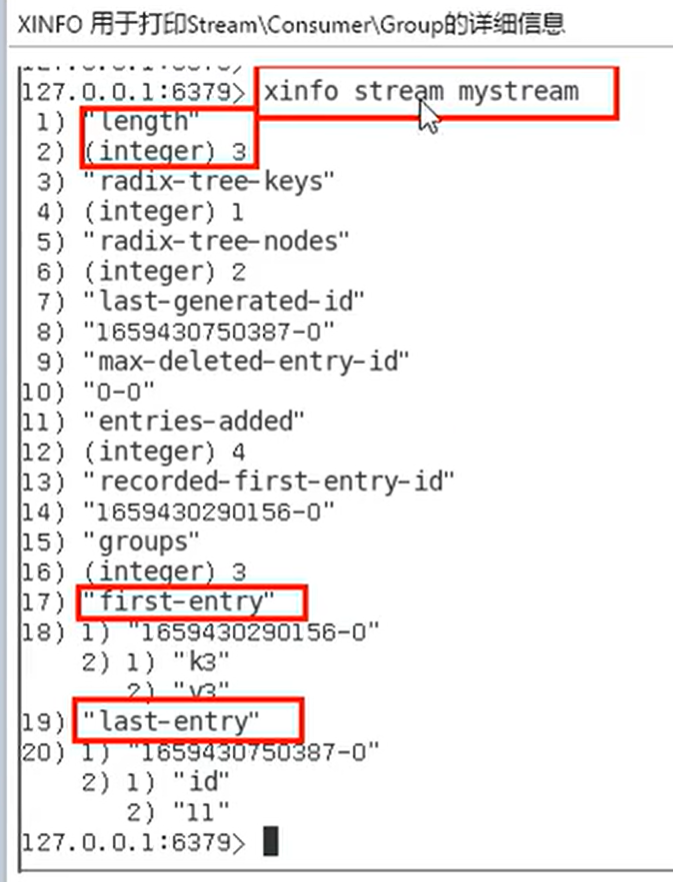 XINFO 用于打印Stream\Consumer\Group的详细信息
127.0.0.1:6379>
127.0.0.1:6379> xinfo stream mystream
1) "length"
2) (integer) 3
3) "radix-tree-keys"
4) (integer) 1
5) "radix-tree-nodes"
6) (integer) 2
7) "last-generated-id"
8) "1659430750387-0"
9) "max-deleted-entry-id"
10) "0-0"
11) "entries-added"
12) (integer) 4
13) "recorded-first-entry-id"
14) "1659430290156-0"
15) "groups"
16) (integer) 3
17) "first-entry"
18) 1) "1659430290156-0"
2) 1) "k3"
2) "v3"
19) "last-entry"
20) 1) "1659430750387-0"
2) 1) "id"
2) "11"
127.0.0.1:6379>